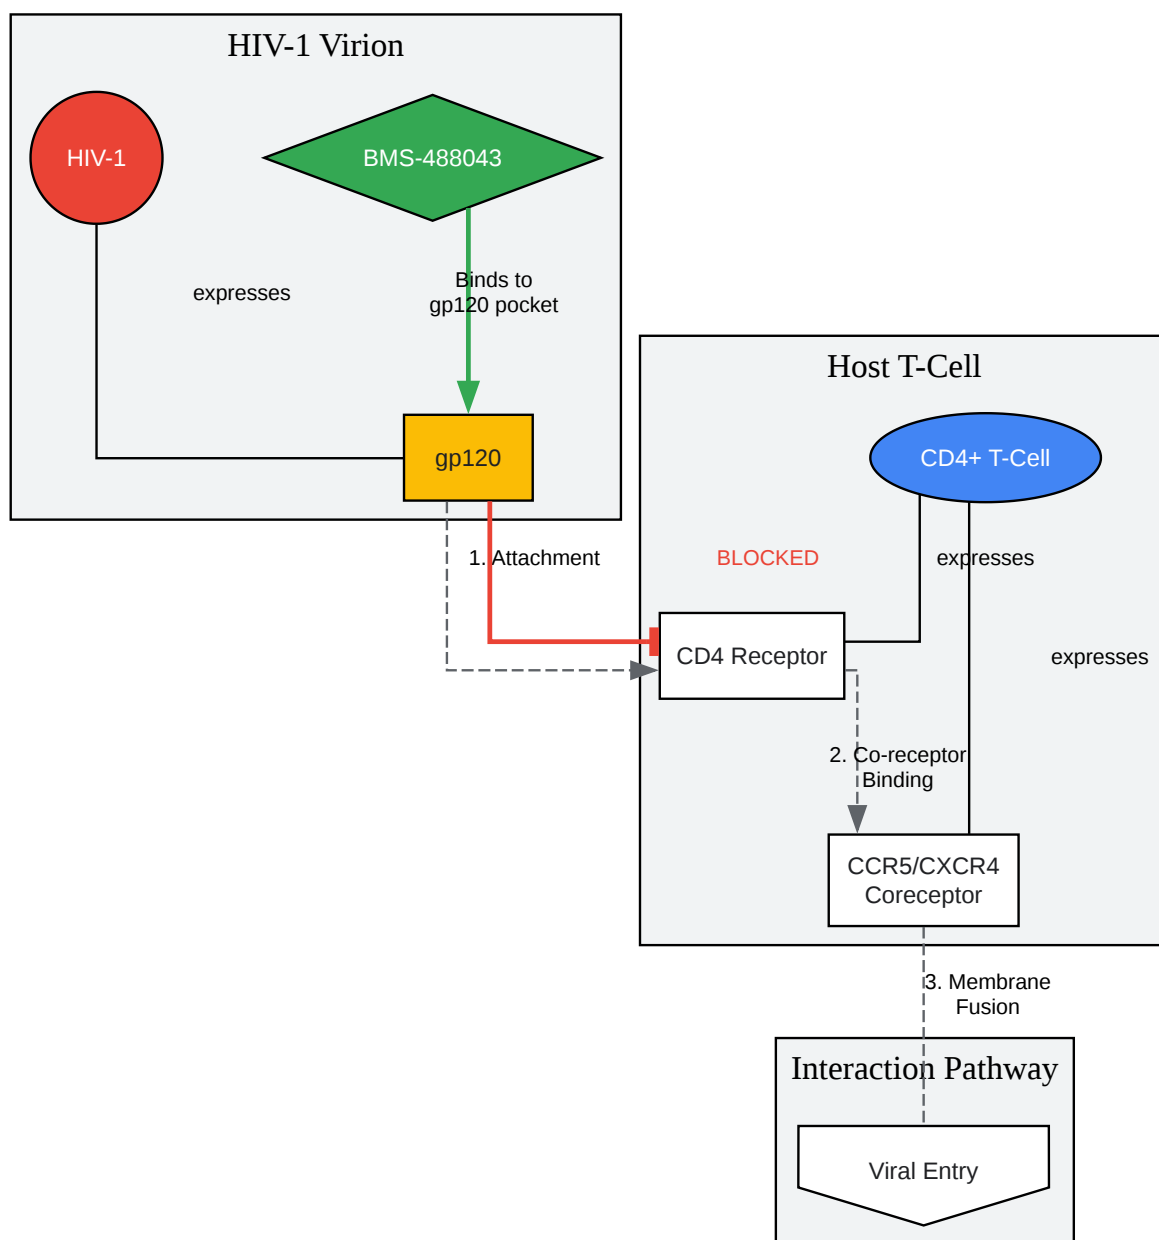 HIV-1 Virion
HIV-1
BMS-488043
expresses
Binds to
gp120 pocket
gp120
Host T-Cell
CD4+ T-Cell
1. Attachment
BLOCKED
expresses
CD4 Receptor
expresses
2. Co-receptor
Binding
CCR5/CXCR4
Coreceptor
3. Membrane
Fusion
Interaction Pathway
Viral Entry